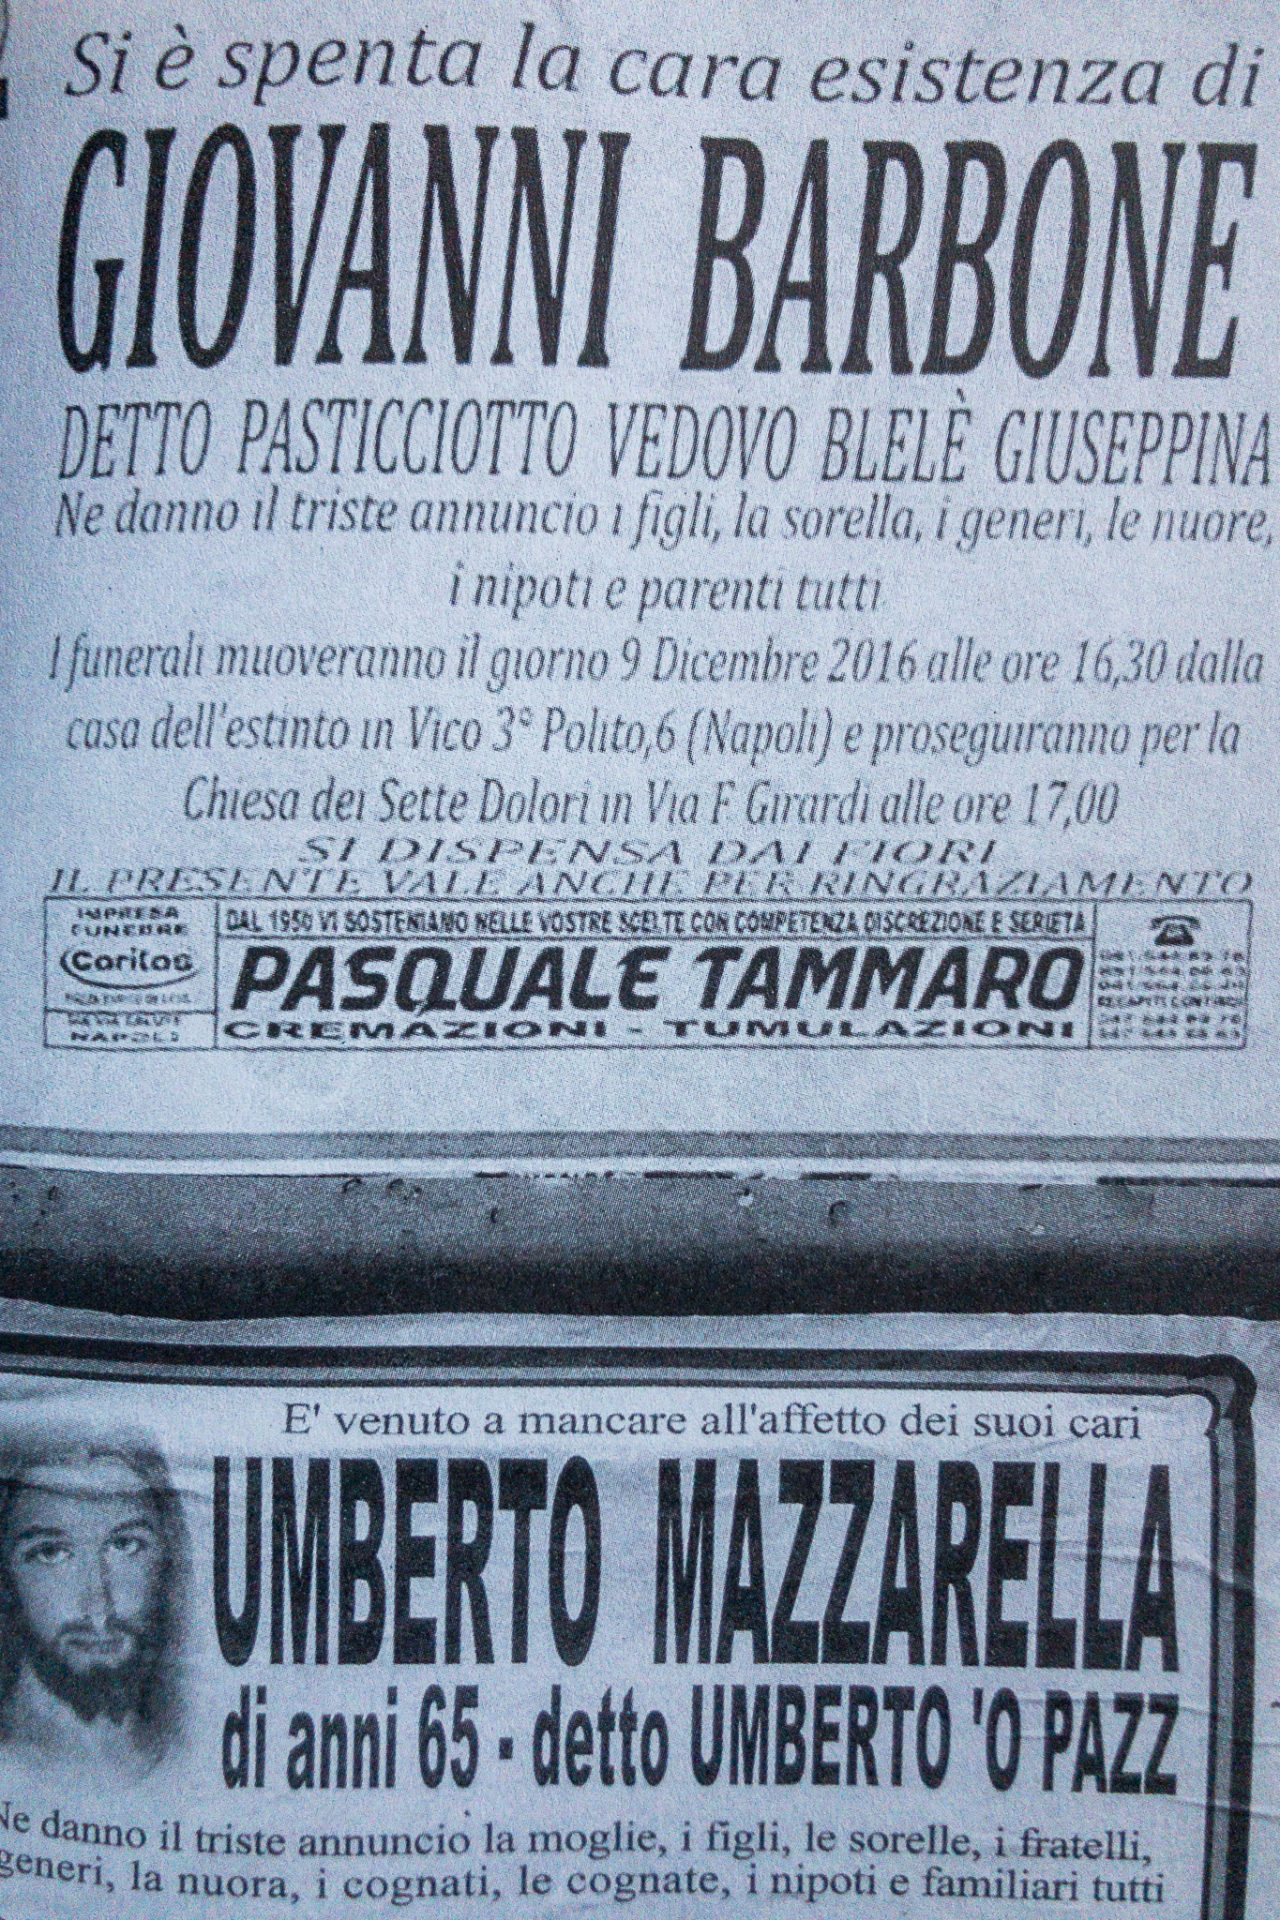 Si è spenta la cara esistenza di
GIOVANNI BARBONE
DETTO PASTICCIOTTO VEDOVO BLELÈ GIUSEPPINA
Ne danno il triste annuncio i figli, la sorella, i generi, le nuore,
i nipoti e parenti tutti
I funerali muoveranno il giorno 9 Dicembre 2016 alle ore 16,30 dalla
casa dell'estinto in Vico 3° Polito,6 (Napoli) e proseguiranno per la
Chiesa dei Sette Dolori in Via F Girardi alle ore 17,00
SI DISPENSA DAI FIORI
IL PRESENTE VALE ANCHE PER RINGRAZIAMENTO
IMPRESA
FUNEBRE
Caritas
NAPOLI
DAL 1950 VI SOSTENIAMO NELLE VOSTRE SCELTE CON COMPETENZA DISCREZIONE E SERIETA
PASQUALE TAMMARO
CREMAZIONI - TUMULAZIONI
E' venuto a mancare all'affetto dei suoi cari
UMBERTO MAZZARELLA
di anni 65 - detto UMBERTO 'O PAZZ
Ne danno il triste annuncio la moglie, i figli, le sorelle, i fratelli,
generi, la nuora, i cognati, le cognate, i nipoti e familiari tutti